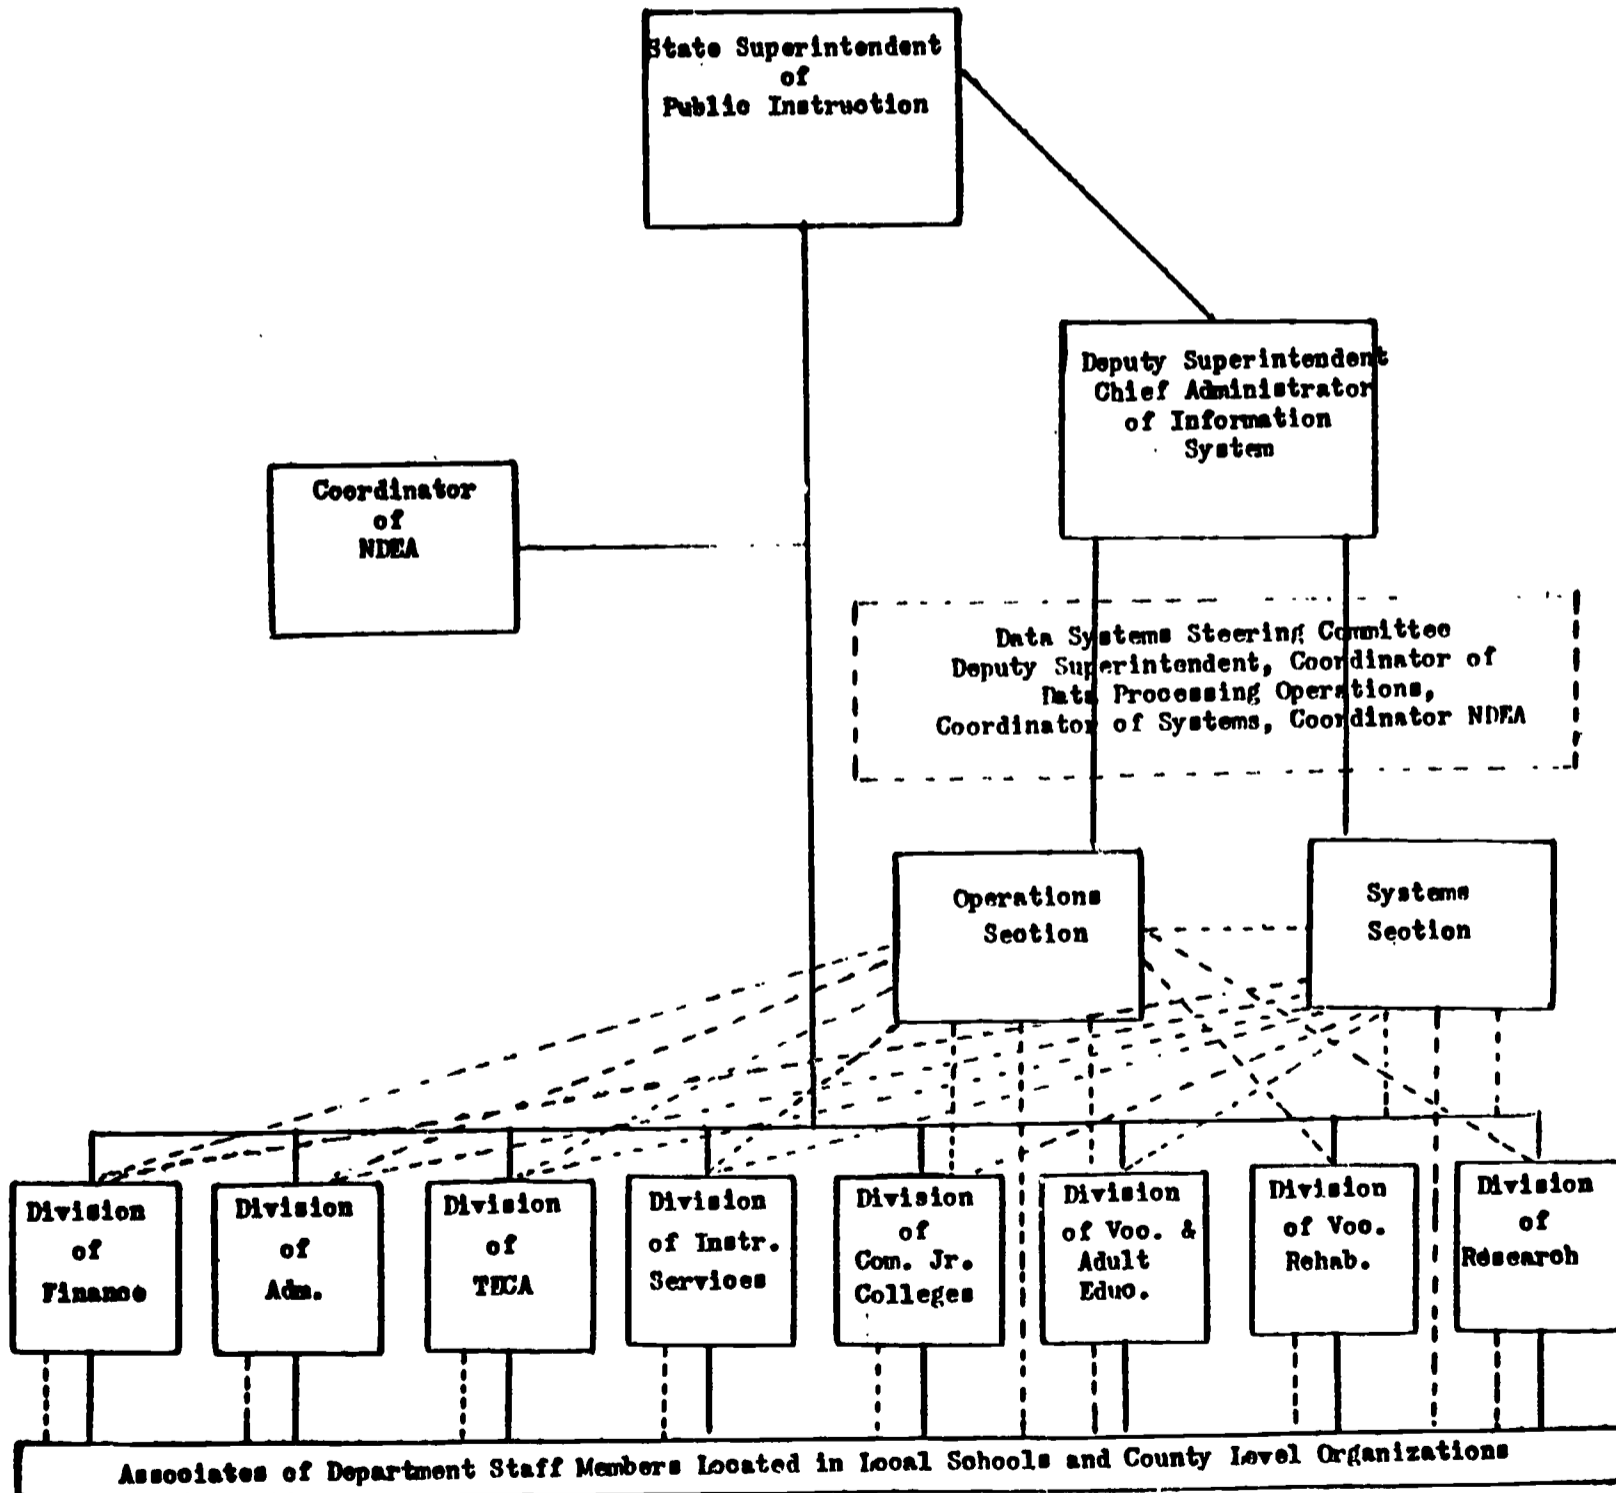 State Superintendent
of
Public Instruction
Deputy Superintendent
Chief Administrator
of Information
System
Coordinator
of
NDEA
Data Systems Steering Committee
Deputy Superintendent, Coordinator of
Data Processing Operations,
Coordinator of Systems, Coordinator NDEA
Operations
Section
Systems
Section
Division
of
Finance
Division
of
Adm.
Division
of
TECA
Division
of Instr.
Services
Division
of
Com. Jr.
Colleges
Division
of Voc. &
Adult
Educ.
Division
of Voc.
Rehab.
Division
of
Research
Associates of Department Staff Members Located in Local Schools and County Level Organizations